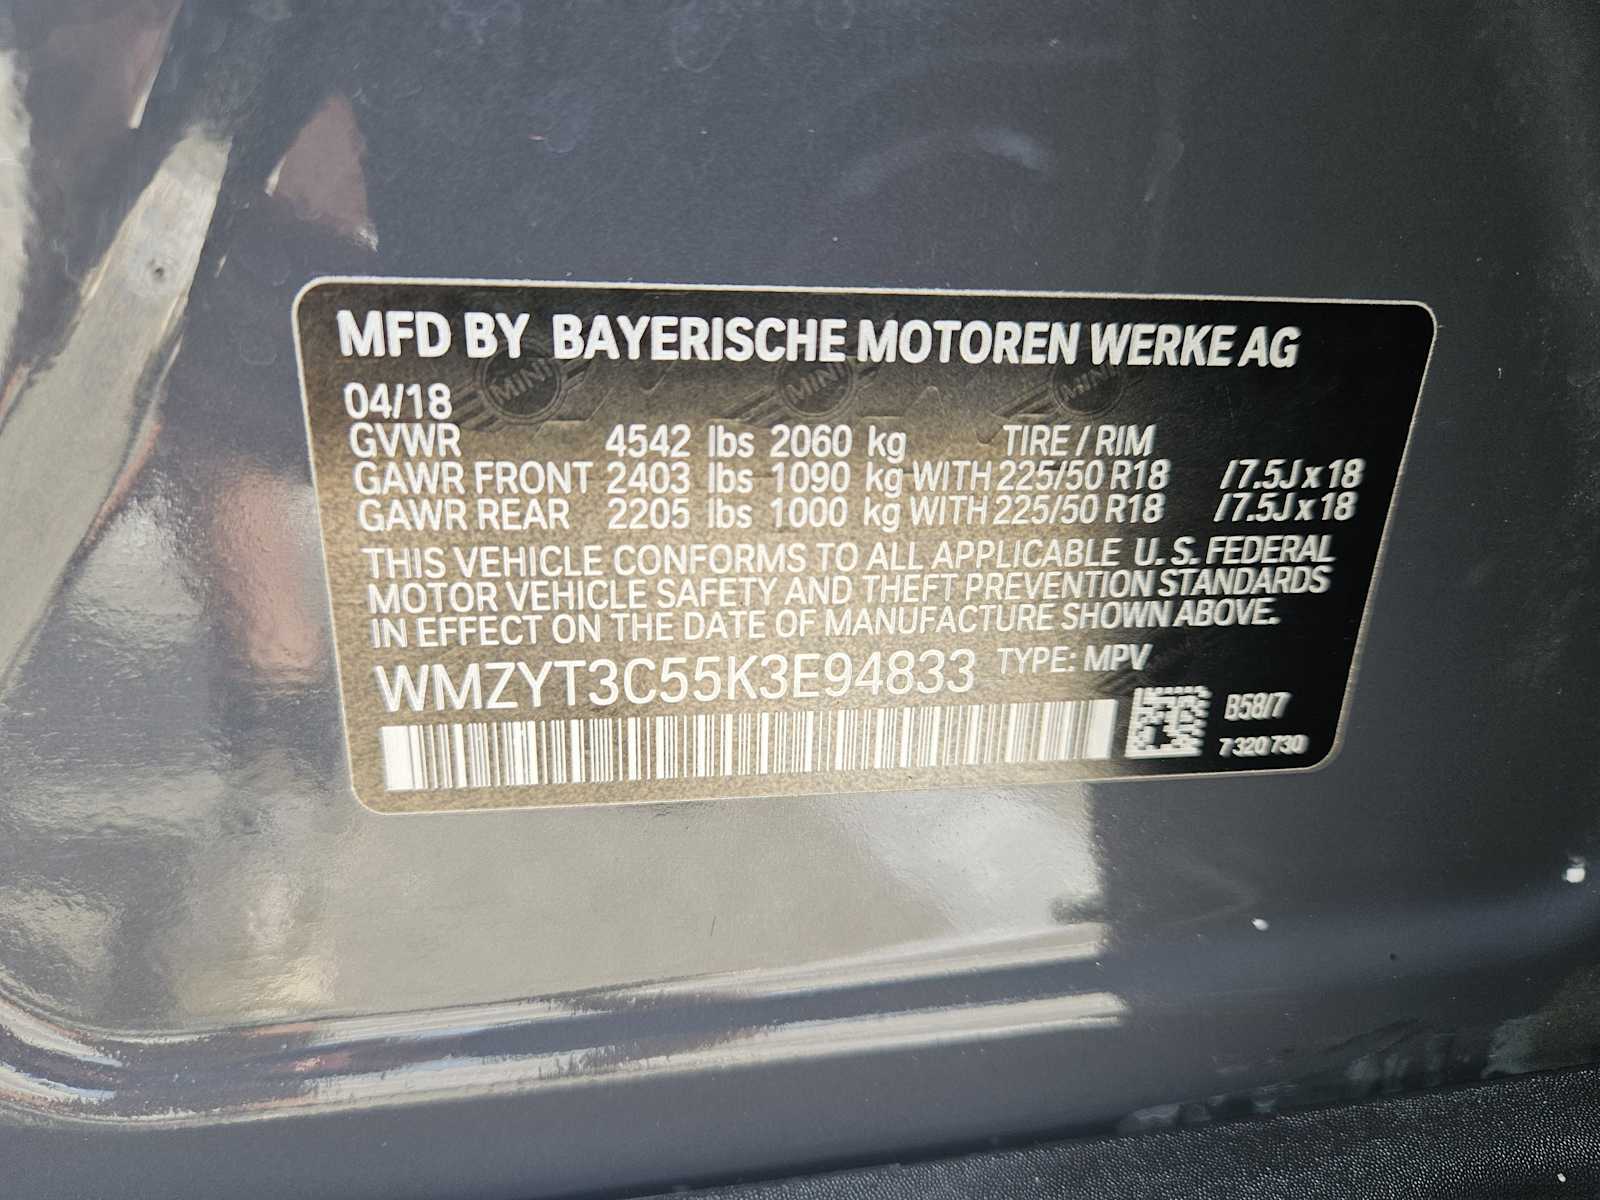 MFD BY BAYERISCHE MOTOREN WERKE AG
MINI MINI MINI
04/18
GVWR 4542 lbs 2060 kg TIRE / RIM
GAWR FRONT 2403 lbs 1090 kg WITH 225/50 R18 /7.5J x 18
GAWR REAR 2205 lbs 1000 kg WITH 225/50 R18 /7.5J x 18
THIS VEHICLE CONFORMS TO ALL APPLICABLE U. S. FEDERAL
MOTOR VEHICLE SAFETY AND THEFT PREVENTION STANDARDS
IN EFFECT ON THE DATE OF MANUFACTURE SHOWN ABOVE.
WMZYT3C55K3E94833 TYPE: MPV
B58/7
7 320 730